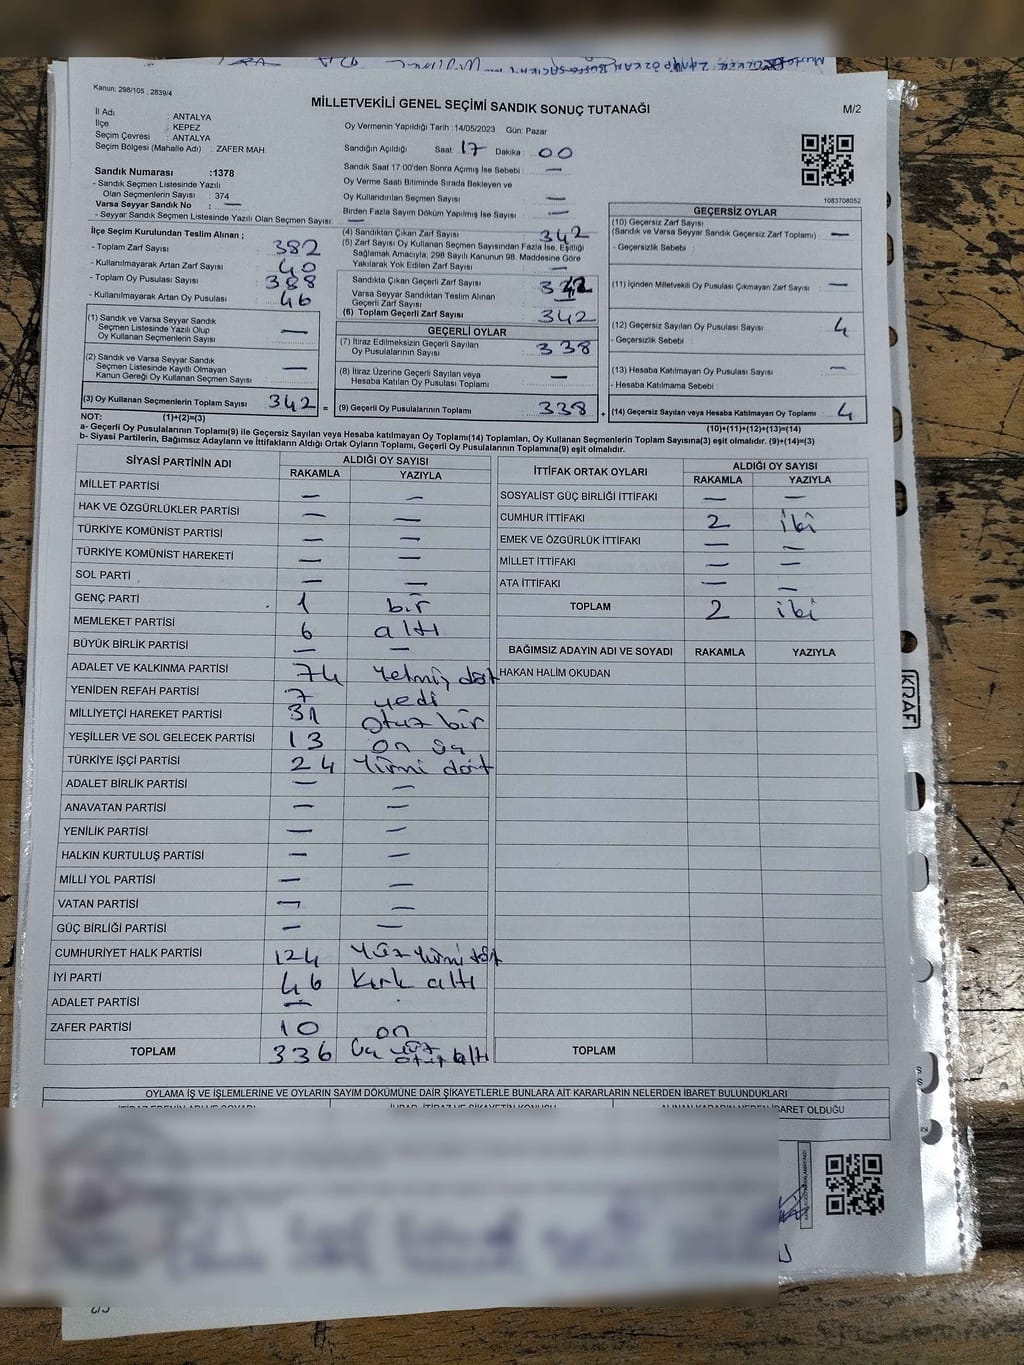 Kanun; 298/105 , 2839/4
MİLLETVEKİLİ GENEL SEÇİMİ SANDIK SONUÇ TUTANAĞI
M/2
İl Adı : ANTALYA
İlçe : KEPEZ
Seçim Çevresi : ANTALYA
Seçim Bölgesi (Mahalle Adı) : ZAFER MAH
Sandık Numarası :1378
- Sandık Seçmen Listesinde Yazılı
Olan Seçmenlerin Sayısı : 374
Varsa Seyyar Sandık No : —
- Seyyar Sandık Seçmen Listesinde Yazılı Olan Seçmen Sayısı: —
Oy Vermenin Yapıldığı Tarih : 14/05/2023 Gün: Pazar
Sandığın Açıldığı Saat: 17 Dakika : 00
Sandık Saat 17:00'den Sonra Açımış İse Sebebi : —
Oy Verme Saati Bitiminde Sırada Bekleyen ve
Oy Kullandırılan Seçmen Sayısı : —
Birden Fazla Sayım Döküm Yapılmış İse Sayısı : —
1083708052
İlçe Seçim Kurulundan Teslim Alınan ;
- Toplam Zarf Sayısı : 382
- Kullanılmayarak Artan Zarf Sayısı : 40
- Toplam Oy Pusulası Sayısı : 388
- Kullanılmayarak Artan Oy Pusulası : 46
(1) Sandık ve Varsa Seyyar Sandık
Seçmen Listesinde Yazılı Olup
Oy Kullanan Seçmenlerin Sayısı : —
(2) Sandık ve Varsa Seyyar Sandık
Seçmen Listesinde Kayıtlı Olmayan
Kanun Gereği Oy Kullanan Seçmen Sayısı : —
(3) Oy Kullanan Seçmenlerin Toplam Sayısı : 342 =
(4) Sandıktan Çıkan Zarf Sayısı : 342
(5) Zarf Sayısı Oy Kullanan Seçmen Sayısından Fazla İse, Eşitliği
Sağlamak Amacıyla, 298 Sayılı Kanunun 98. Maddesine Göre
Yakılarak Yok Edilen Zarf Sayısı : —
Sandıkta Çıkan Geçerli Zarf Sayısı : 342
Varsa Seyyar Sandıktan Teslim Alınan
Geçerli Zarf Sayısı : —
(6) Toplam Geçerli Zarf Sayısı : 342
GEÇERLİ OYLAR
(7) İtiraz Edilmeksizin Geçerli Sayılan
Oy Pusulalarının Sayısı : 338
(8) İtiraz Üzerine Geçerli Sayılan veya
Hesaba Katılan Oy Pusulası Toplamı : —
(9) Geçerli Oy Pusulalarının Toplamı : 338 +
GEÇERSİZ OYLAR
(10) Geçersiz Zarf Sayısı
(Sandık ve Varsa Seyyar Sandık Geçersiz Zarf Toplamı) : —
- Geçersizlik Sebebi :
(11) İçinden Milletvekili Oy Pusulası Çıkmayan Zarf Sayısı : —
(12) Geçersiz Sayılan Oy Pusulası Sayısı : 4
- Geçersizlik Sebebi :
(13) Hesaba Katılmayan Oy Pusulası Sayısı : —
- Hesaba Katılmama Sebebi :
(14) Geçersiz Sayılan veya Hesaba Katılmayan Oy Toplamı : 4
NOT: (1)+(2)=(3)
(10)+(11)+(12)+(13)=(14)
a- Geçerli Oy Pusulalarının Toplamı(9) ile Geçersiz Sayılan veya Hesaba Katılmayan Oy Toplamı(14) Toplamları, Oy Kullanan Seçmenlerin Toplam Sayısına(3) eşit olmalıdır. (9)+(14)=(3)
b- Siyasi Partilerin, Bağımsız Adayların ve İttifakların Aldığı Ortak Oyların Toplamı, Geçerli Oy Pusulalarının Toplamına(9) eşit olmalıdır.
SİYASİ PARTİNİN ADI ALDIĞI OY SAYISI
RAKAMLA YAZIYLA
MİLLET PARTİSİ — —
HAK VE ÖZGÜRLÜKLER PARTİSİ — —
TÜRKİYE KOMÜNİST PARTİSİ — —
TÜRKİYE KOMÜNİST HAREKETİ — —
SOL PARTİ — —
GENÇ PARTİ 1 bir
MEMLEKET PARTİSİ 6 altı
BÜYÜK BİRLİK PARTİSİ — —
ADALET VE KALKINMA PARTİSİ 74 Yetmiş dört
YENİDEN REFAH PARTİSİ 7 yedi
MİLLİYETÇİ HAREKET PARTİSİ 31 otuz bir
YEŞİLLER VE SOL GELECEK PARTİSİ 13 on üç
TÜRKİYE İŞÇİ PARTİSİ 24 Yirmi dört
ADALET BİRLİK PARTİSİ — —
ANAVATAN PARTİSİ — —
YENİLİK PARTİSİ — —
HALKIN KURTULUŞ PARTİSİ — —
MİLLİ YOL PARTİSİ — —
VATAN PARTİSİ — —
GÜÇ BİRLİĞİ PARTİSİ — —
CUMHURİYET HALK PARTİSİ 124 Yüz Yirmi dört
İYİ PARTİ 46 Kırk altı
ADALET PARTİSİ —
ZAFER PARTİSİ 10 on
TOPLAM 336 Üç yüz otuz altı
İTTİFAK ORTAK OYLARI ALDIĞI OY SAYISI
RAKAMLA YAZIYLA
SOSYALİST GÜÇ BİRLİĞİ İTTİFAKI — —
CUMHUR İTTİFAKI 2 iki
EMEK VE ÖZGÜRLÜK İTTİFAKI — —
MİLLET İTTİFAKI — —
ATA İTTİFAKI — —
TOPLAM 2 iki
BAĞIMSIZ ADAYIN ADI VE SOYADI RAKAMLA YAZIYLA
HAKAN HALİM OKUDAN
TOPLAM
OYLAMA İŞ VE İŞLEMLERİNE VE OYLARIN SAYIM DÖKÜMÜNE DAİR ŞİKAYETLERLE BUNLARA AİT KARARLARIN NELERDEN İBARET BULUNDUKLARI
KRAF